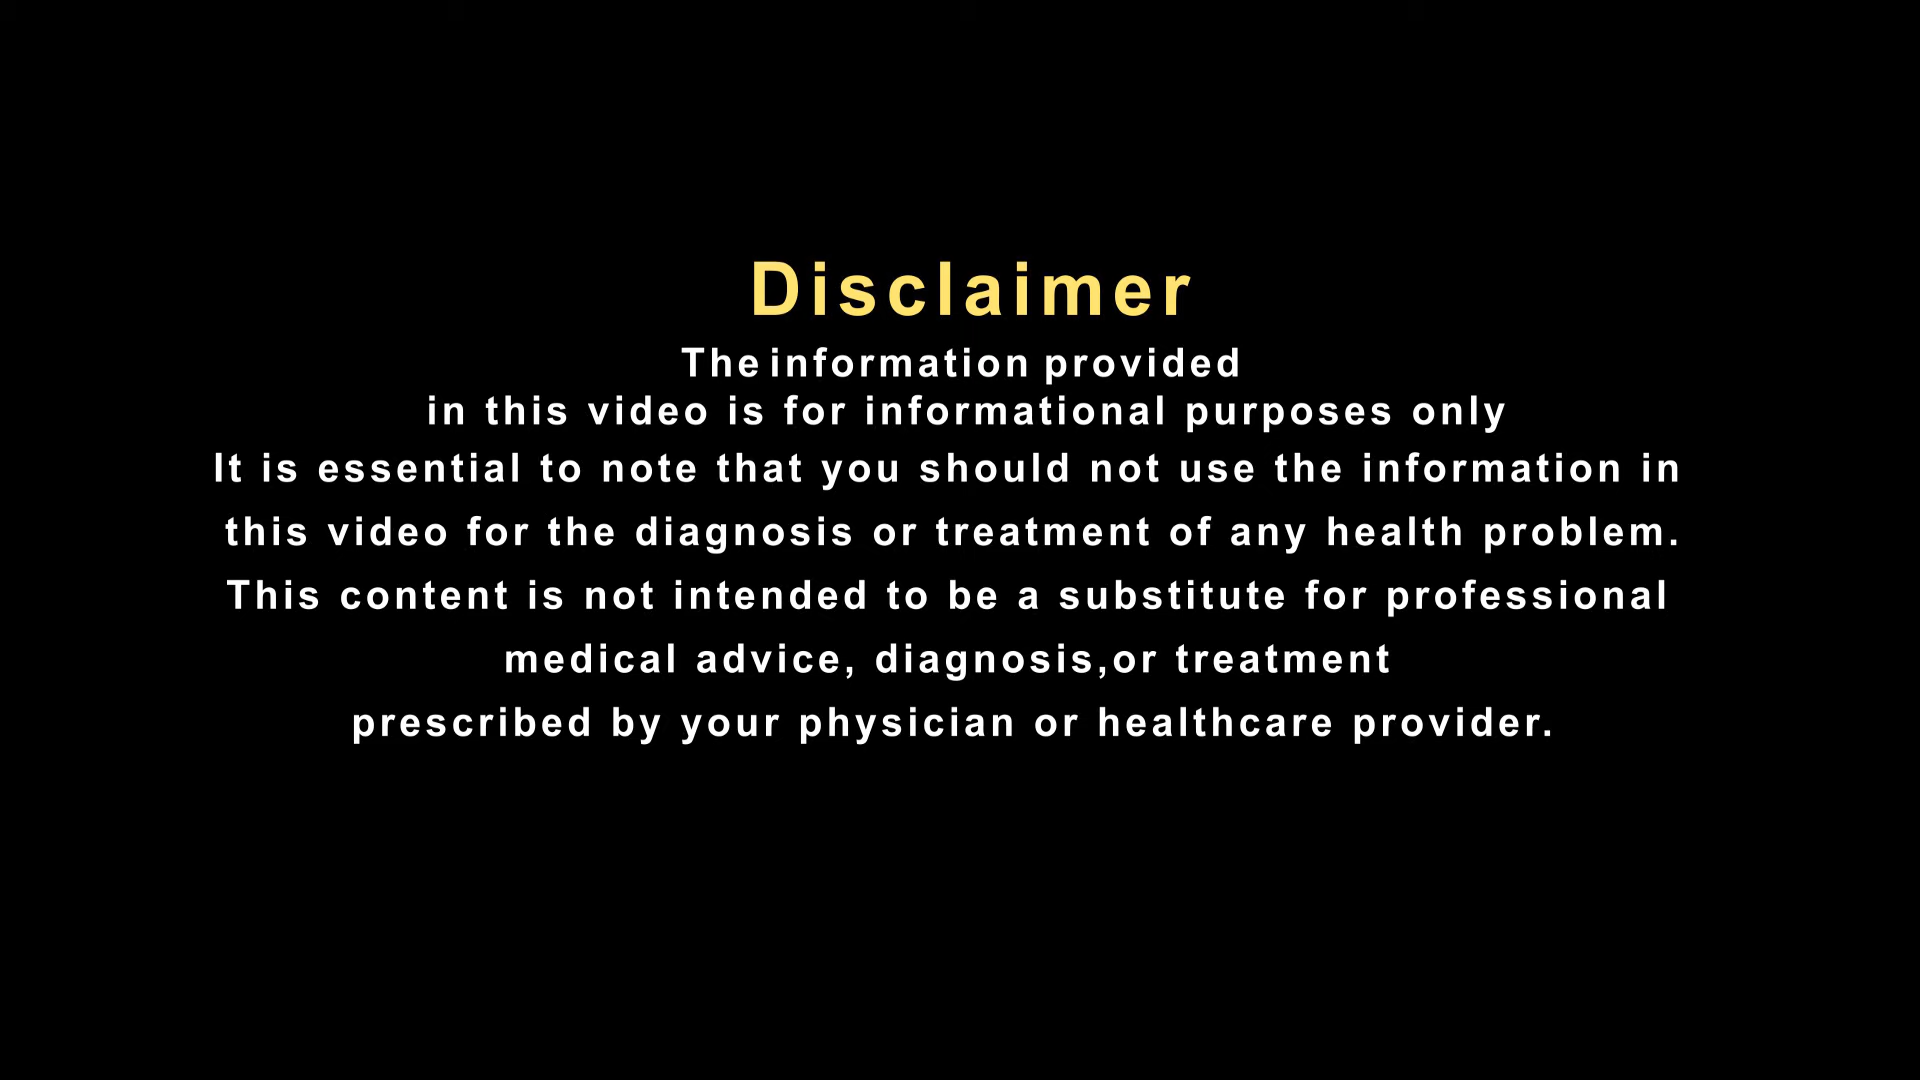 Disclaimer
The information provided
in this video is for informational purposes only
It is essential to note that you should not use the information in
this video for the diagnosis or treatment of any health problem.
This content is not intended to be a substitute for professional
medical advice, diagnosis,or treatment
prescribed by your physician or healthcare provider.